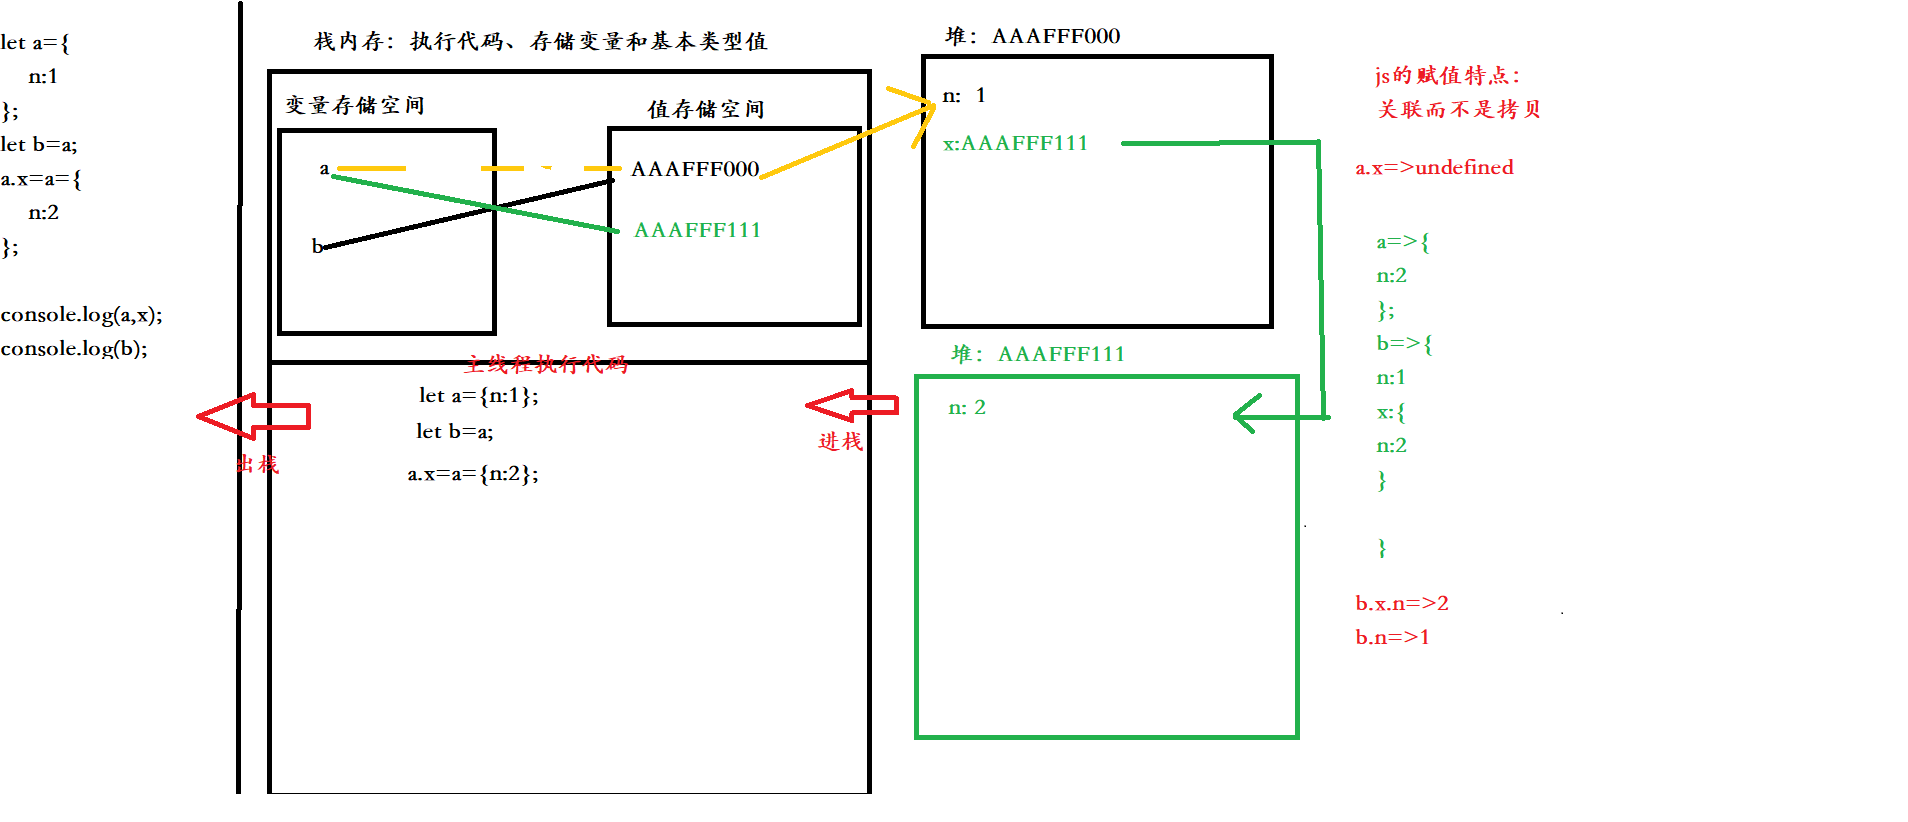 let a={
n:1
};
let b=a;
a.x=a={
n:2
};
console.log(a,x);
console.log(b);
栈内存：执行代码、存储变量和基本类型值
变量存储空间
值存储空间
a
b
AAAFFF000
AAAFFF111
主线程执行代码
let a={n:1};
let b=a;
a.x=a={n:2};
出栈
进栈
堆：AAAFFF000
n: 1
x:AAAFFF111
堆：AAAFFF111
n: 2
js的赋值特点：
关联而不是拷贝
a.x=>undefined
a=>{
n:2
};
b=>{
n:1
x:{
n:2
}
}
b.x.n=>2
b.n=>1